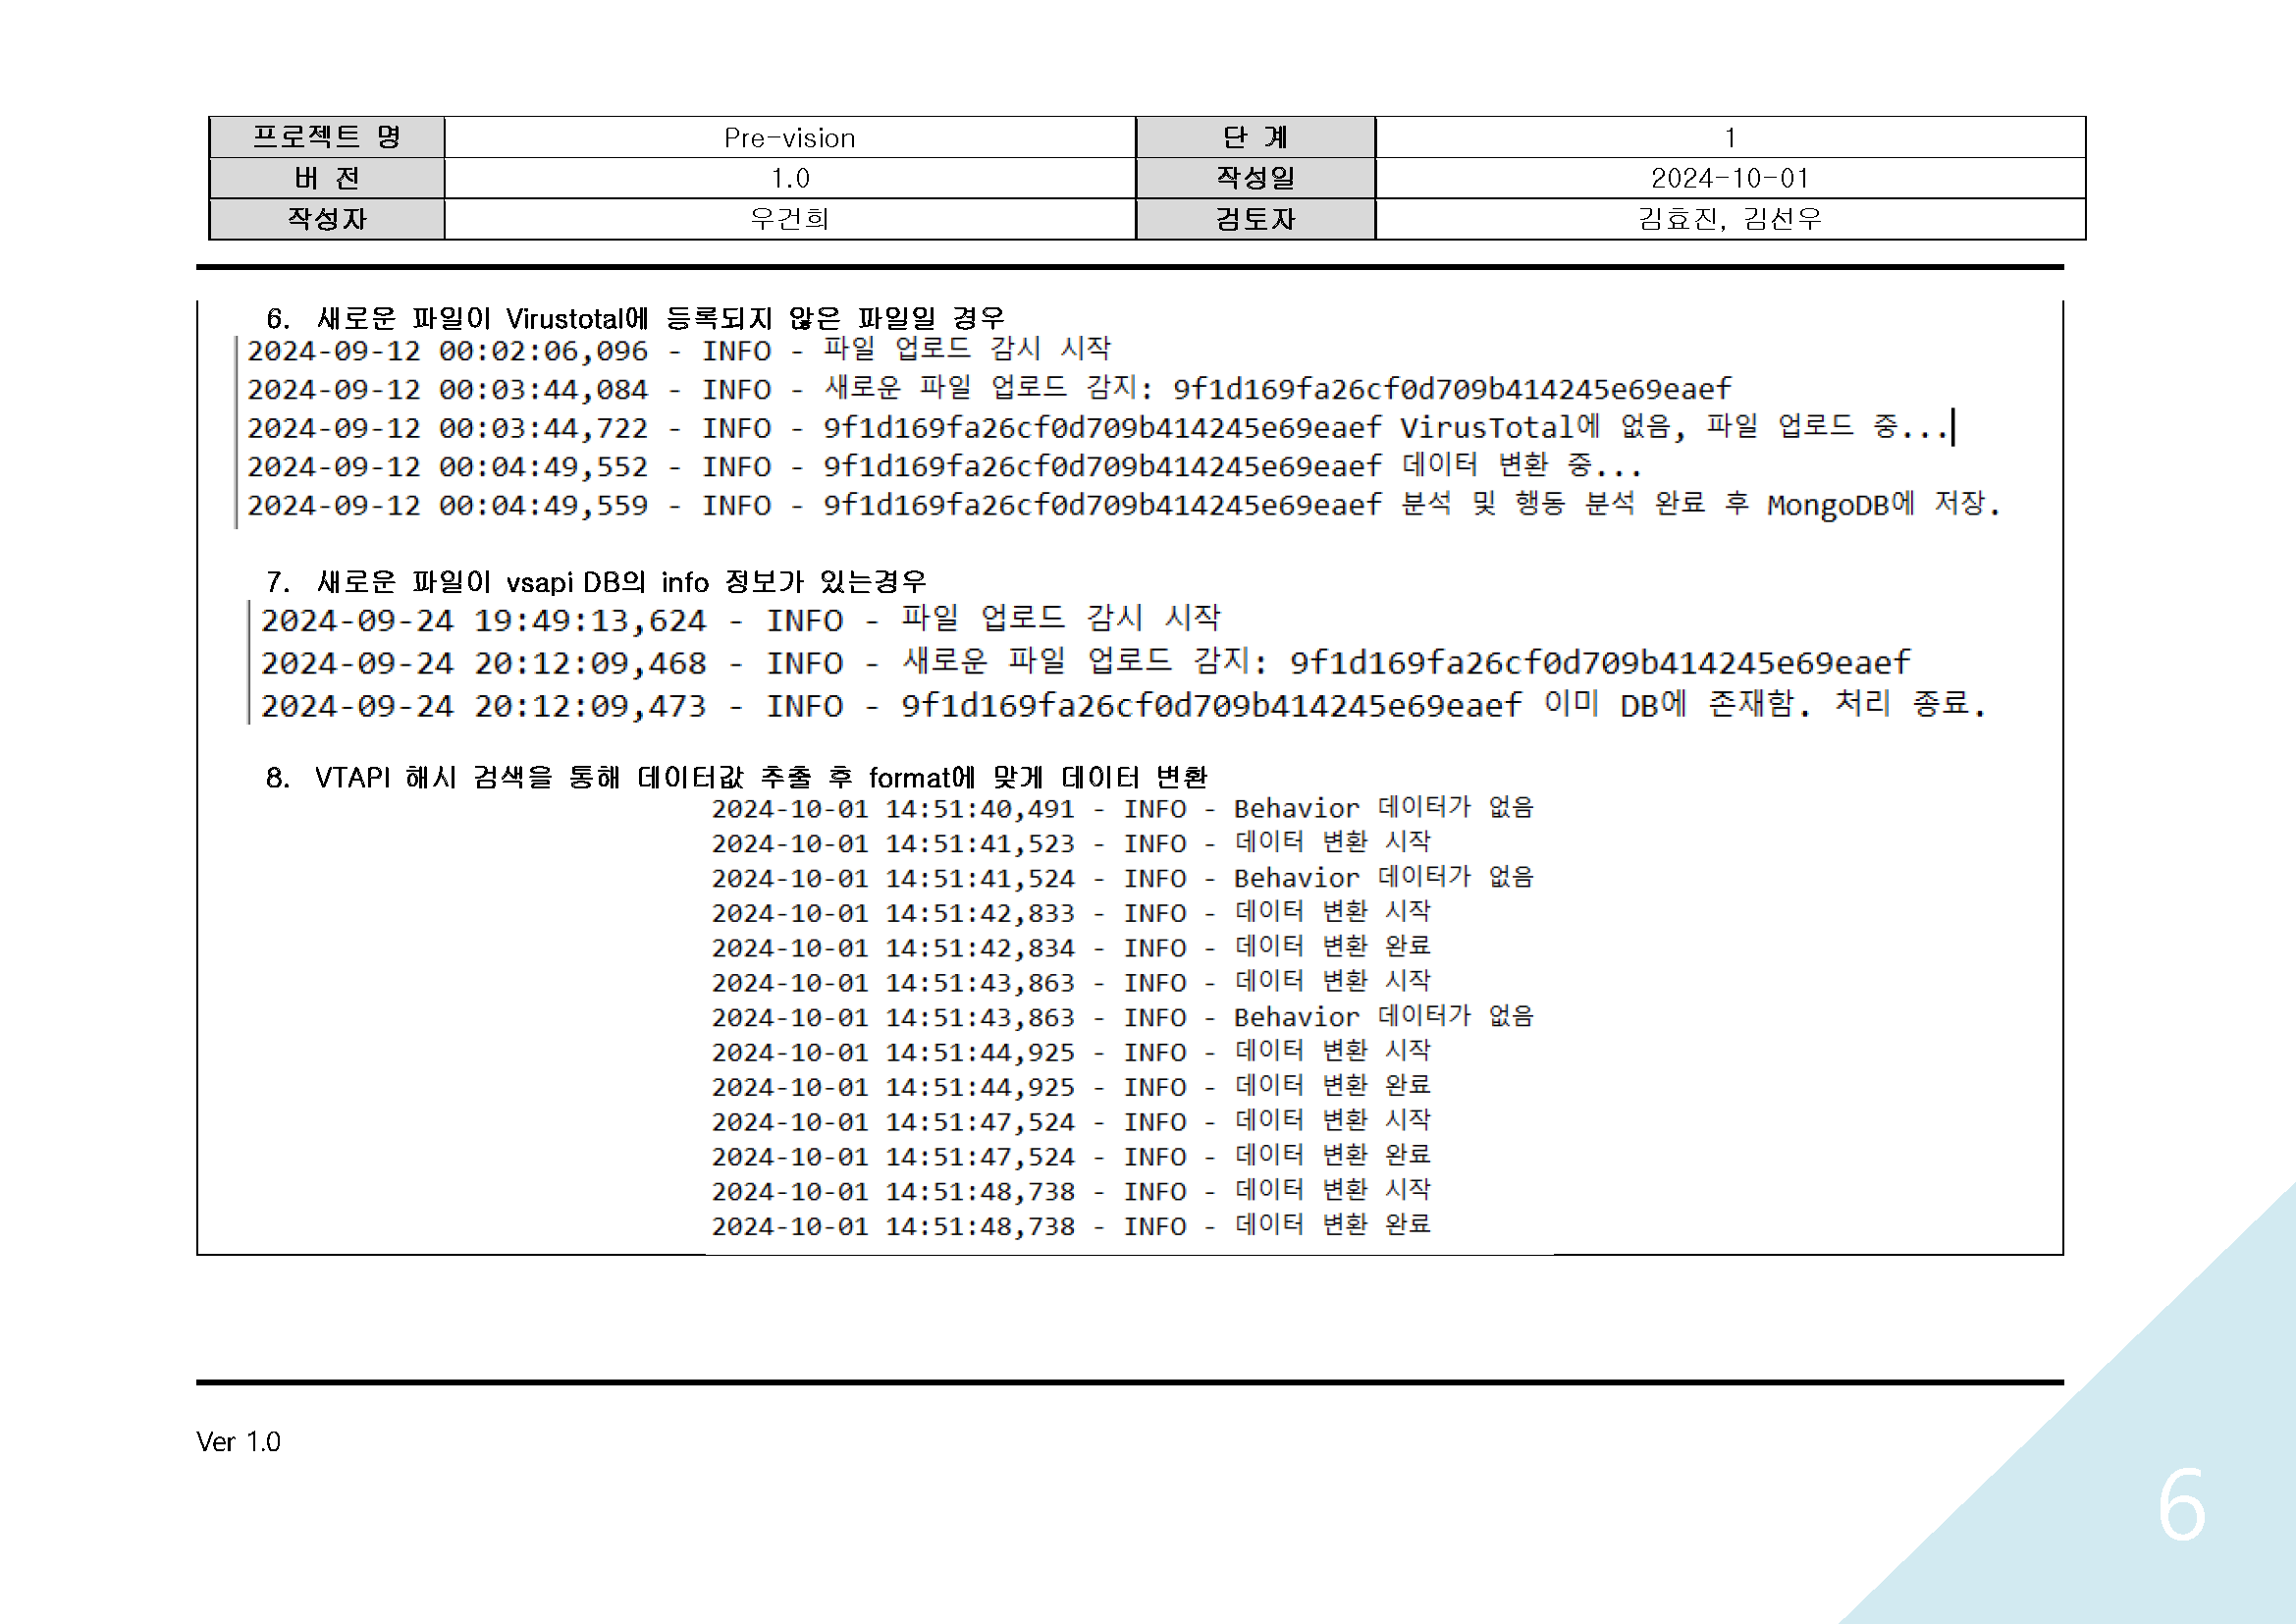 프로젝트 명 Pre-vision 단 계 1
버 전 1.0 작성일 2024-10-01
작성자 우건희 검토자 김효진, 김선우
6. 새로운 파일이 Virustotal에 등록되지 않은 파일일 경우
2024-09-12 00:02:06,096 - INFO - 파일 업로드 감시 시작
2024-09-12 00:03:44,084 - INFO - 새로운 파일 업로드 감지: 9f1d169fa26cf0d709b414245e69eaef
2024-09-12 00:03:44,722 - INFO - 9f1d169fa26cf0d709b414245e69eaef VirusTotal에 없음, 파일 업로드 중...
2024-09-12 00:04:49,552 - INFO - 9f1d169fa26cf0d709b414245e69eaef 데이터 변환 중...
2024-09-12 00:04:49,559 - INFO - 9f1d169fa26cf0d709b414245e69eaef 분석 및 행동 분석 완료 후 MongoDB에 저장.
7. 새로운 파일이 vsapi DB의 info 정보가 있는경우
2024-09-24 19:49:13,624 - INFO - 파일 업로드 감시 시작
2024-09-24 20:12:09,468 - INFO - 새로운 파일 업로드 감지: 9f1d169fa26cf0d709b414245e69eaef
2024-09-24 20:12:09,473 - INFO - 9f1d169fa26cf0d709b414245e69eaef 이미 DB에 존재함. 처리 종료.
8. VTAPI 해시 검색을 통해 데이터값 추출 후 format에 맞게 데이터 변환
2024-10-01 14:51:40,491 - INFO - Behavior 데이터가 없음
2024-10-01 14:51:41,523 - INFO - 데이터 변환 시작
2024-10-01 14:51:41,524 - INFO - Behavior 데이터가 없음
2024-10-01 14:51:42,833 - INFO - 데이터 변환 시작
2024-10-01 14:51:42,834 - INFO - 데이터 변환 완료
2024-10-01 14:51:43,863 - INFO - 데이터 변환 시작
2024-10-01 14:51:43,863 - INFO - Behavior 데이터가 없음
2024-10-01 14:51:44,925 - INFO - 데이터 변환 시작
2024-10-01 14:51:44,925 - INFO - 데이터 변환 완료
2024-10-01 14:51:47,524 - INFO - 데이터 변환 시작
2024-10-01 14:51:47,524 - INFO - 데이터 변환 완료
2024-10-01 14:51:48,738 - INFO - 데이터 변환 시작
2024-10-01 14:51:48,738 - INFO - 데이터 변환 완료
Ver 1.0
6